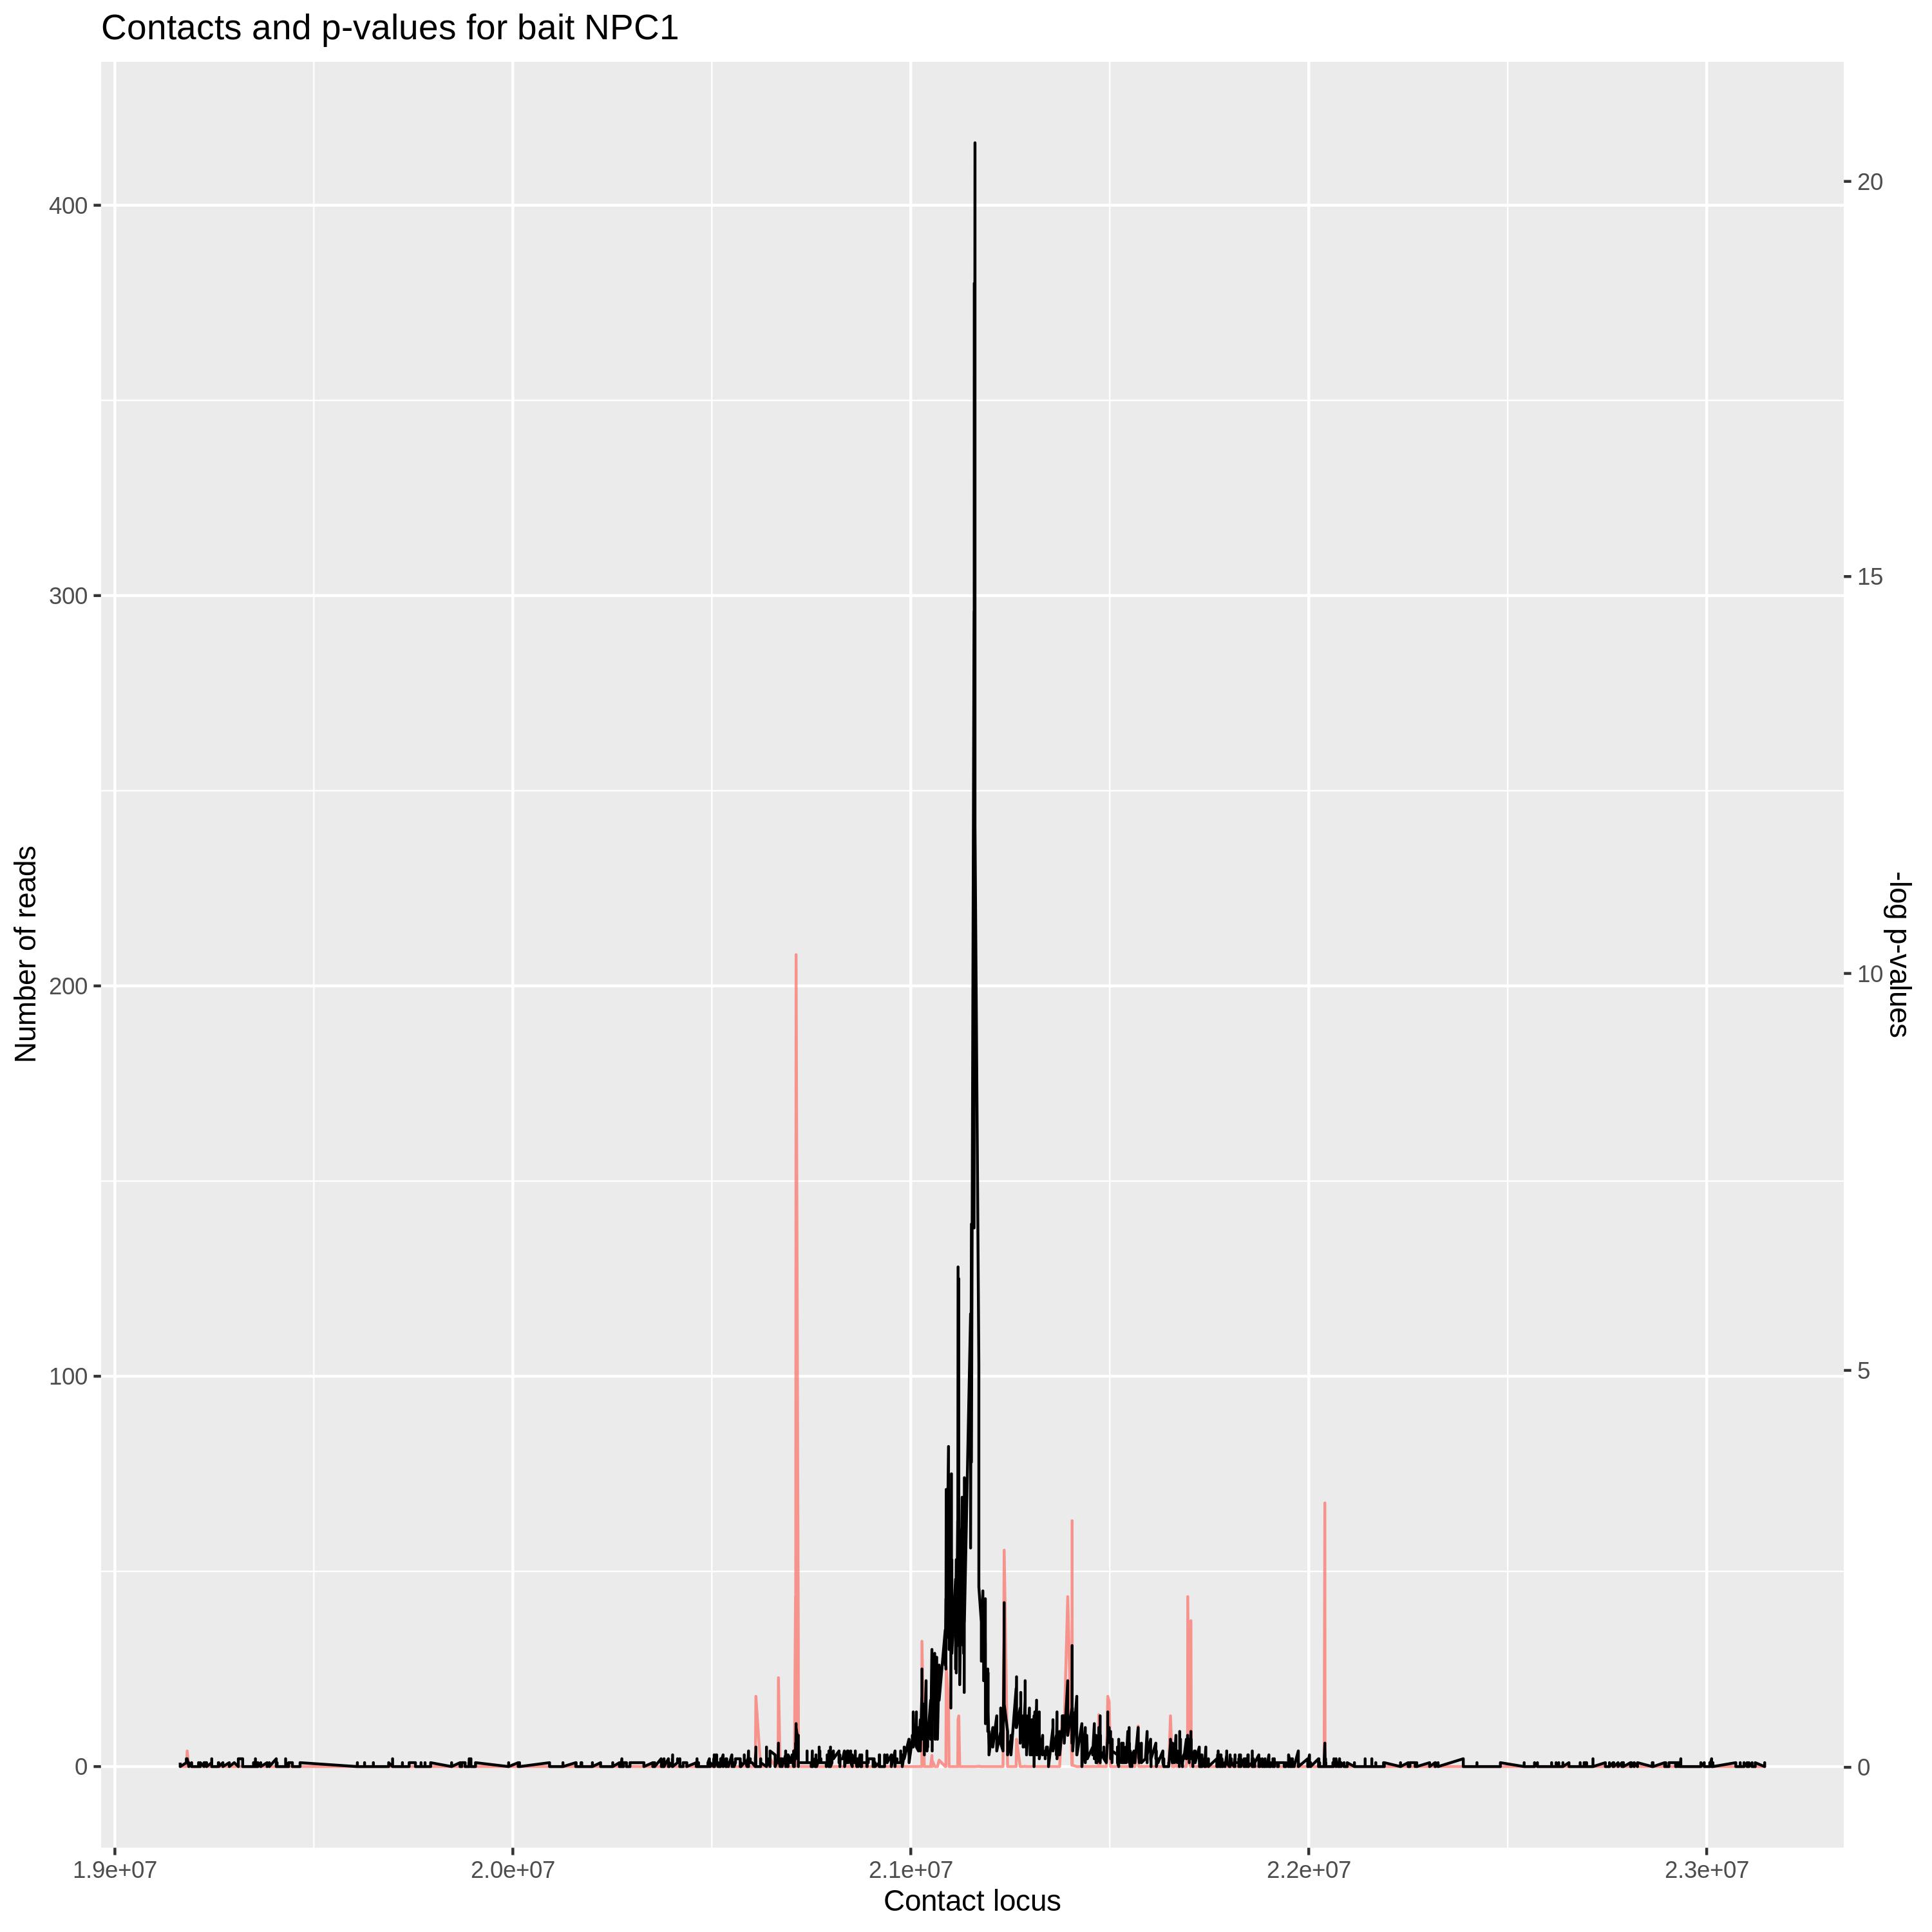 Contacts and p-values for bait NPC1
400
300
200
100
0
Number of reads
20
15
10
5
0
-log p-values
1.9e+07
2.0e+07
2.1e+07
2.2e+07
2.3e+07
Contact locus